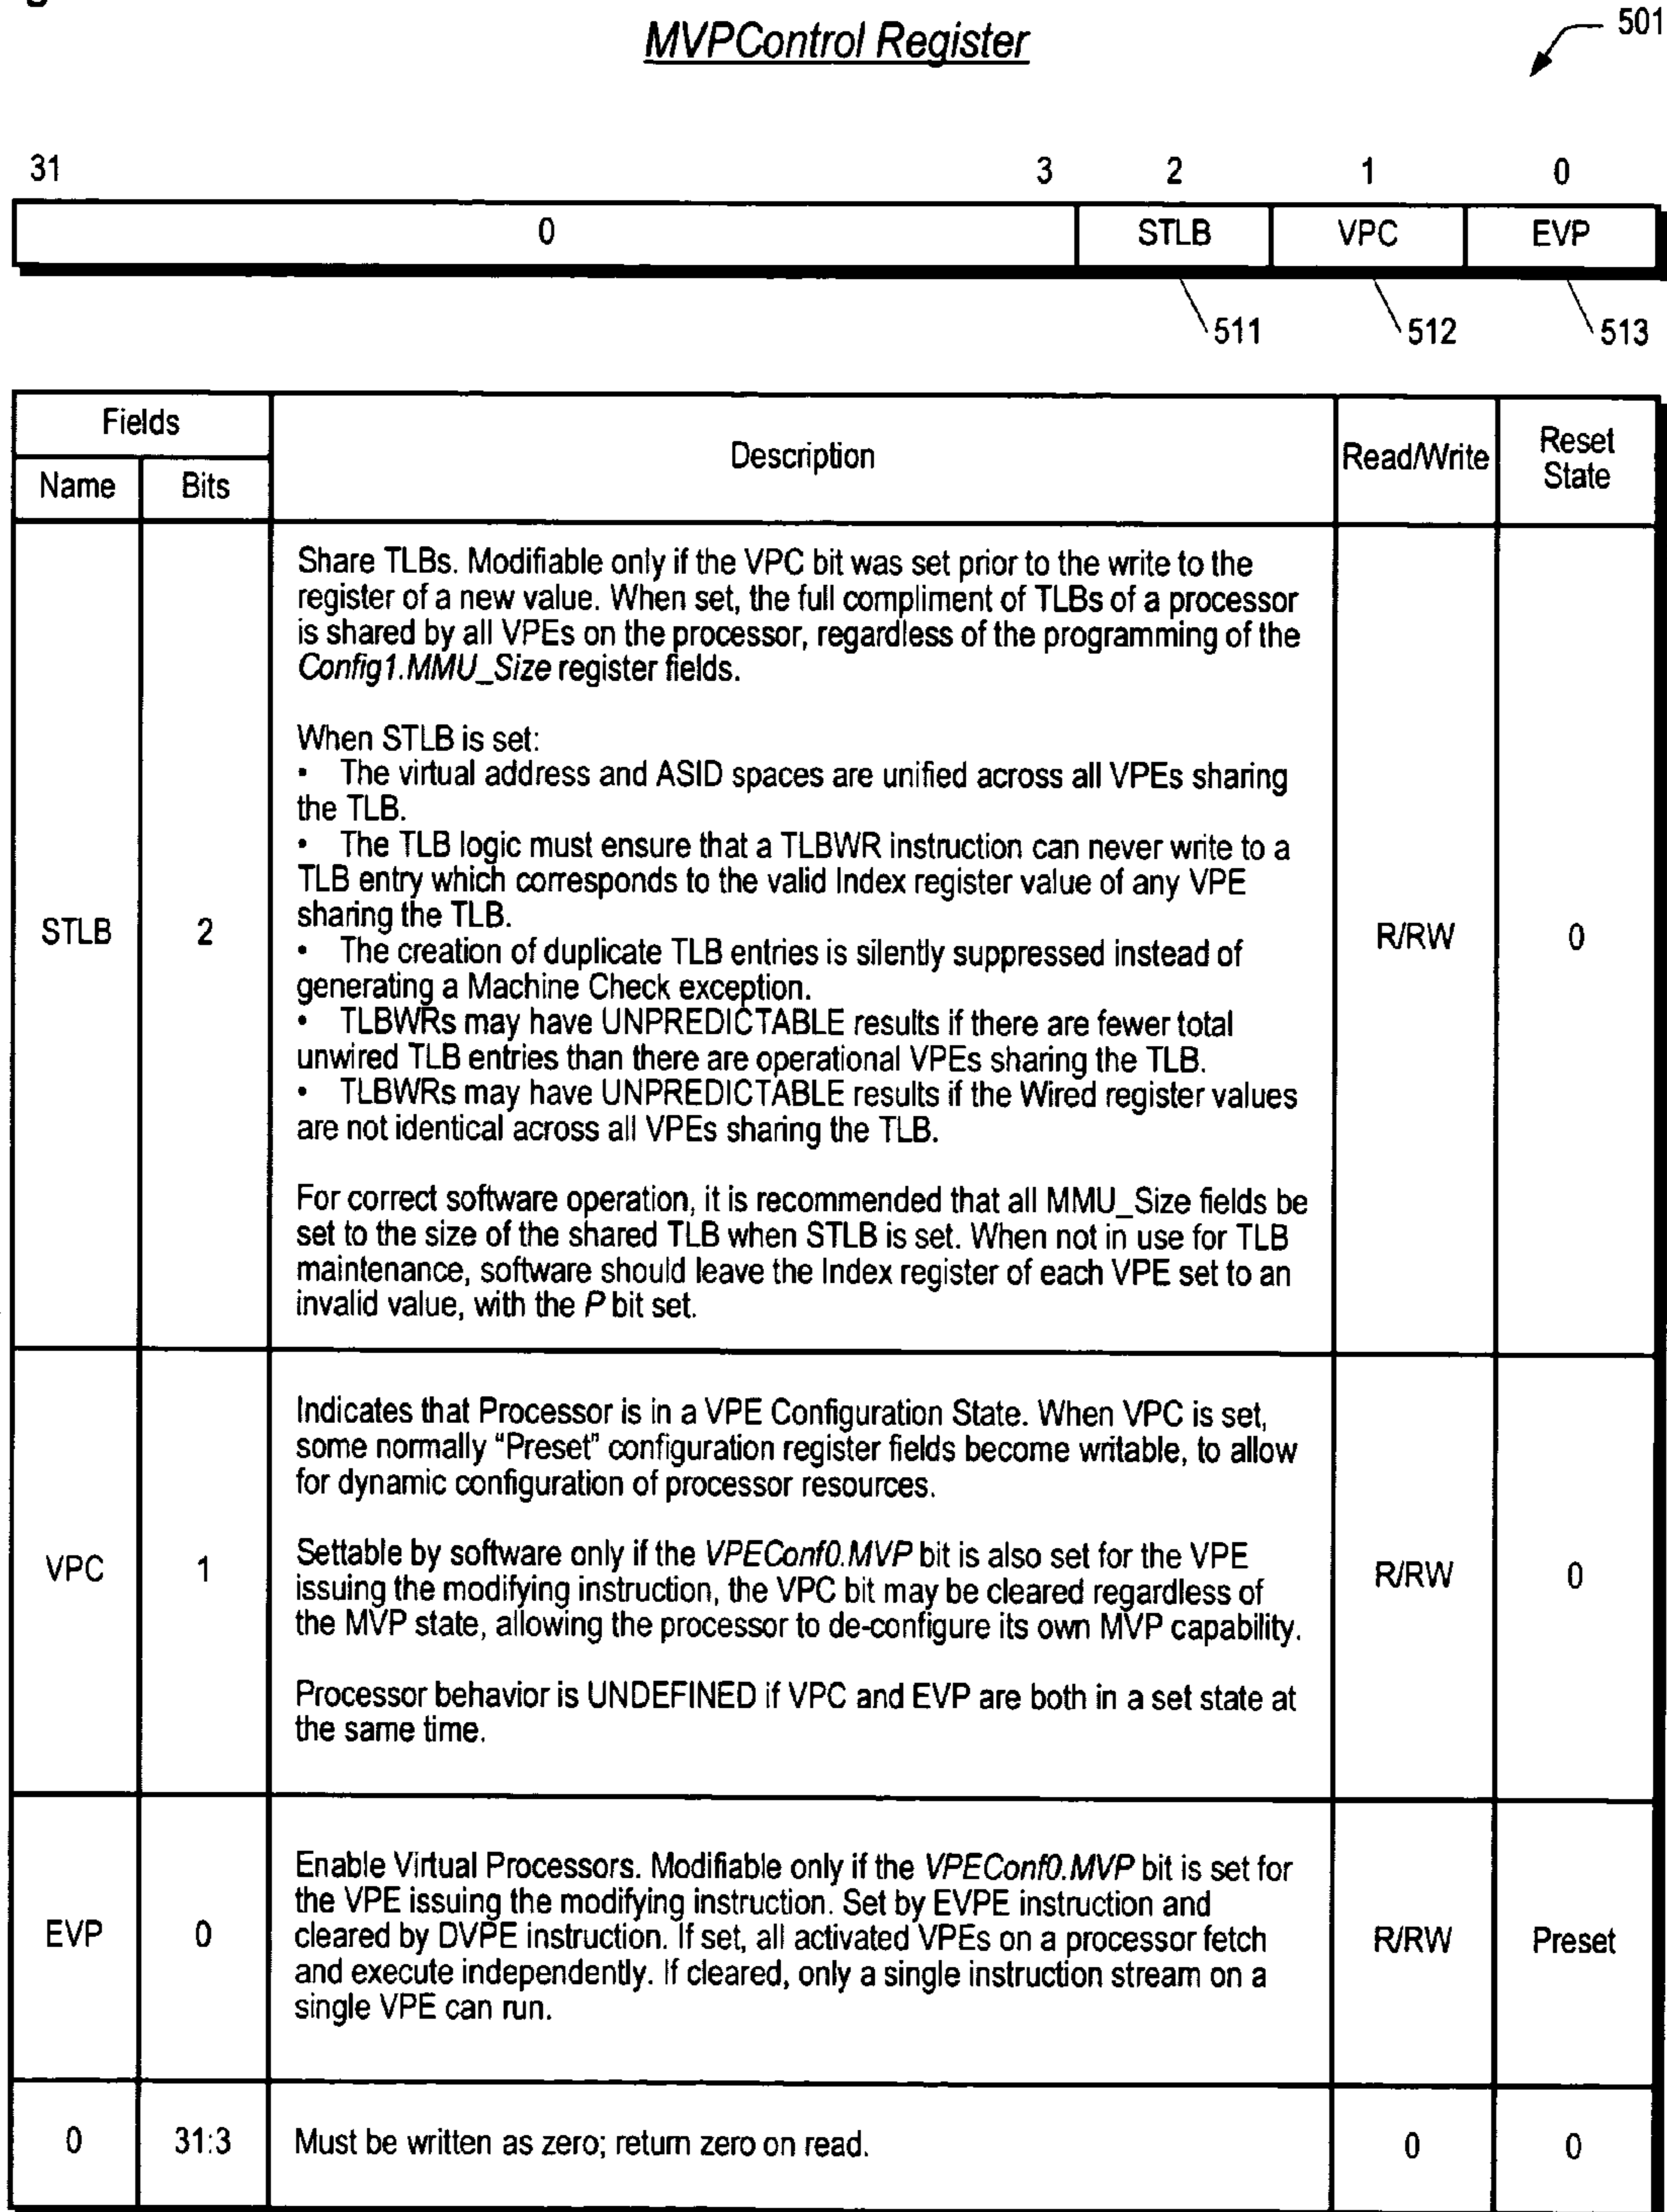 MVPControl Register
501
31 3 2 1 0
0 STLB VPC EVP
511 512 513
Fields
Description
Read/Write
Reset
State
Name Bits
STLB
2
Share TLBs. Modifiable only if the VPC bit was set prior to the write to the
register of a new value. When set, the full compliment of TLBs of a processor
is shared by all VPEs on the processor, regardless of the programming of the
Config1.MMU_Size register fields.
When STLB is set:
• The virtual address and ASID spaces are unified across all VPEs sharing
the TLB.
• The TLB logic must ensure that a TLBWR instruction can never write to a
TLB entry which corresponds to the valid Index register value of any VPE
sharing the TLB.
• The creation of duplicate TLB entries is silently suppressed instead of
generating a Machine Check exception.
• TLBWRs may have UNPREDICTABLE results if there are fewer total
unwired TLB entries than there are operational VPEs sharing the TLB.
• TLBWRs may have UNPREDICTABLE results if the Wired register values
are not identical across all VPEs sharing the TLB.
For correct software operation, it is recommended that all MMU_Size fields be
set to the size of the shared TLB when STLB is set. When not in use for TLB
maintenance, software should leave the Index register of each VPE set to an
invalid value, with the P bit set.
R/RW
0
VPC
1
Indicates that Processor is in a VPE Configuration State. When VPC is set,
some normally “Preset” configuration register fields become writable, to allow
for dynamic configuration of processor resources.
Settable by software only if the VPEConf0.MVP bit is also set for the VPE
issuing the modifying instruction, the VPC bit may be cleared regardless of
the MVP state, allowing the processor to de-configure its own MVP capability.
Processor behavior is UNDEFINED if VPC and EVP are both in a set state at
the same time.
R/RW
0
EVP
0
Enable Virtual Processors. Modifiable only if the VPEConf0.MVP bit is set for
the VPE issuing the modifying instruction. Set by EVPE instruction and
cleared by DVPE instruction. If set, all activated VPEs on a processor fetch
and execute independently. If cleared, only a single instruction stream on a
single VPE can run.
R/RW
Preset
0
31:3
Must be written as zero; return zero on read.
0
0